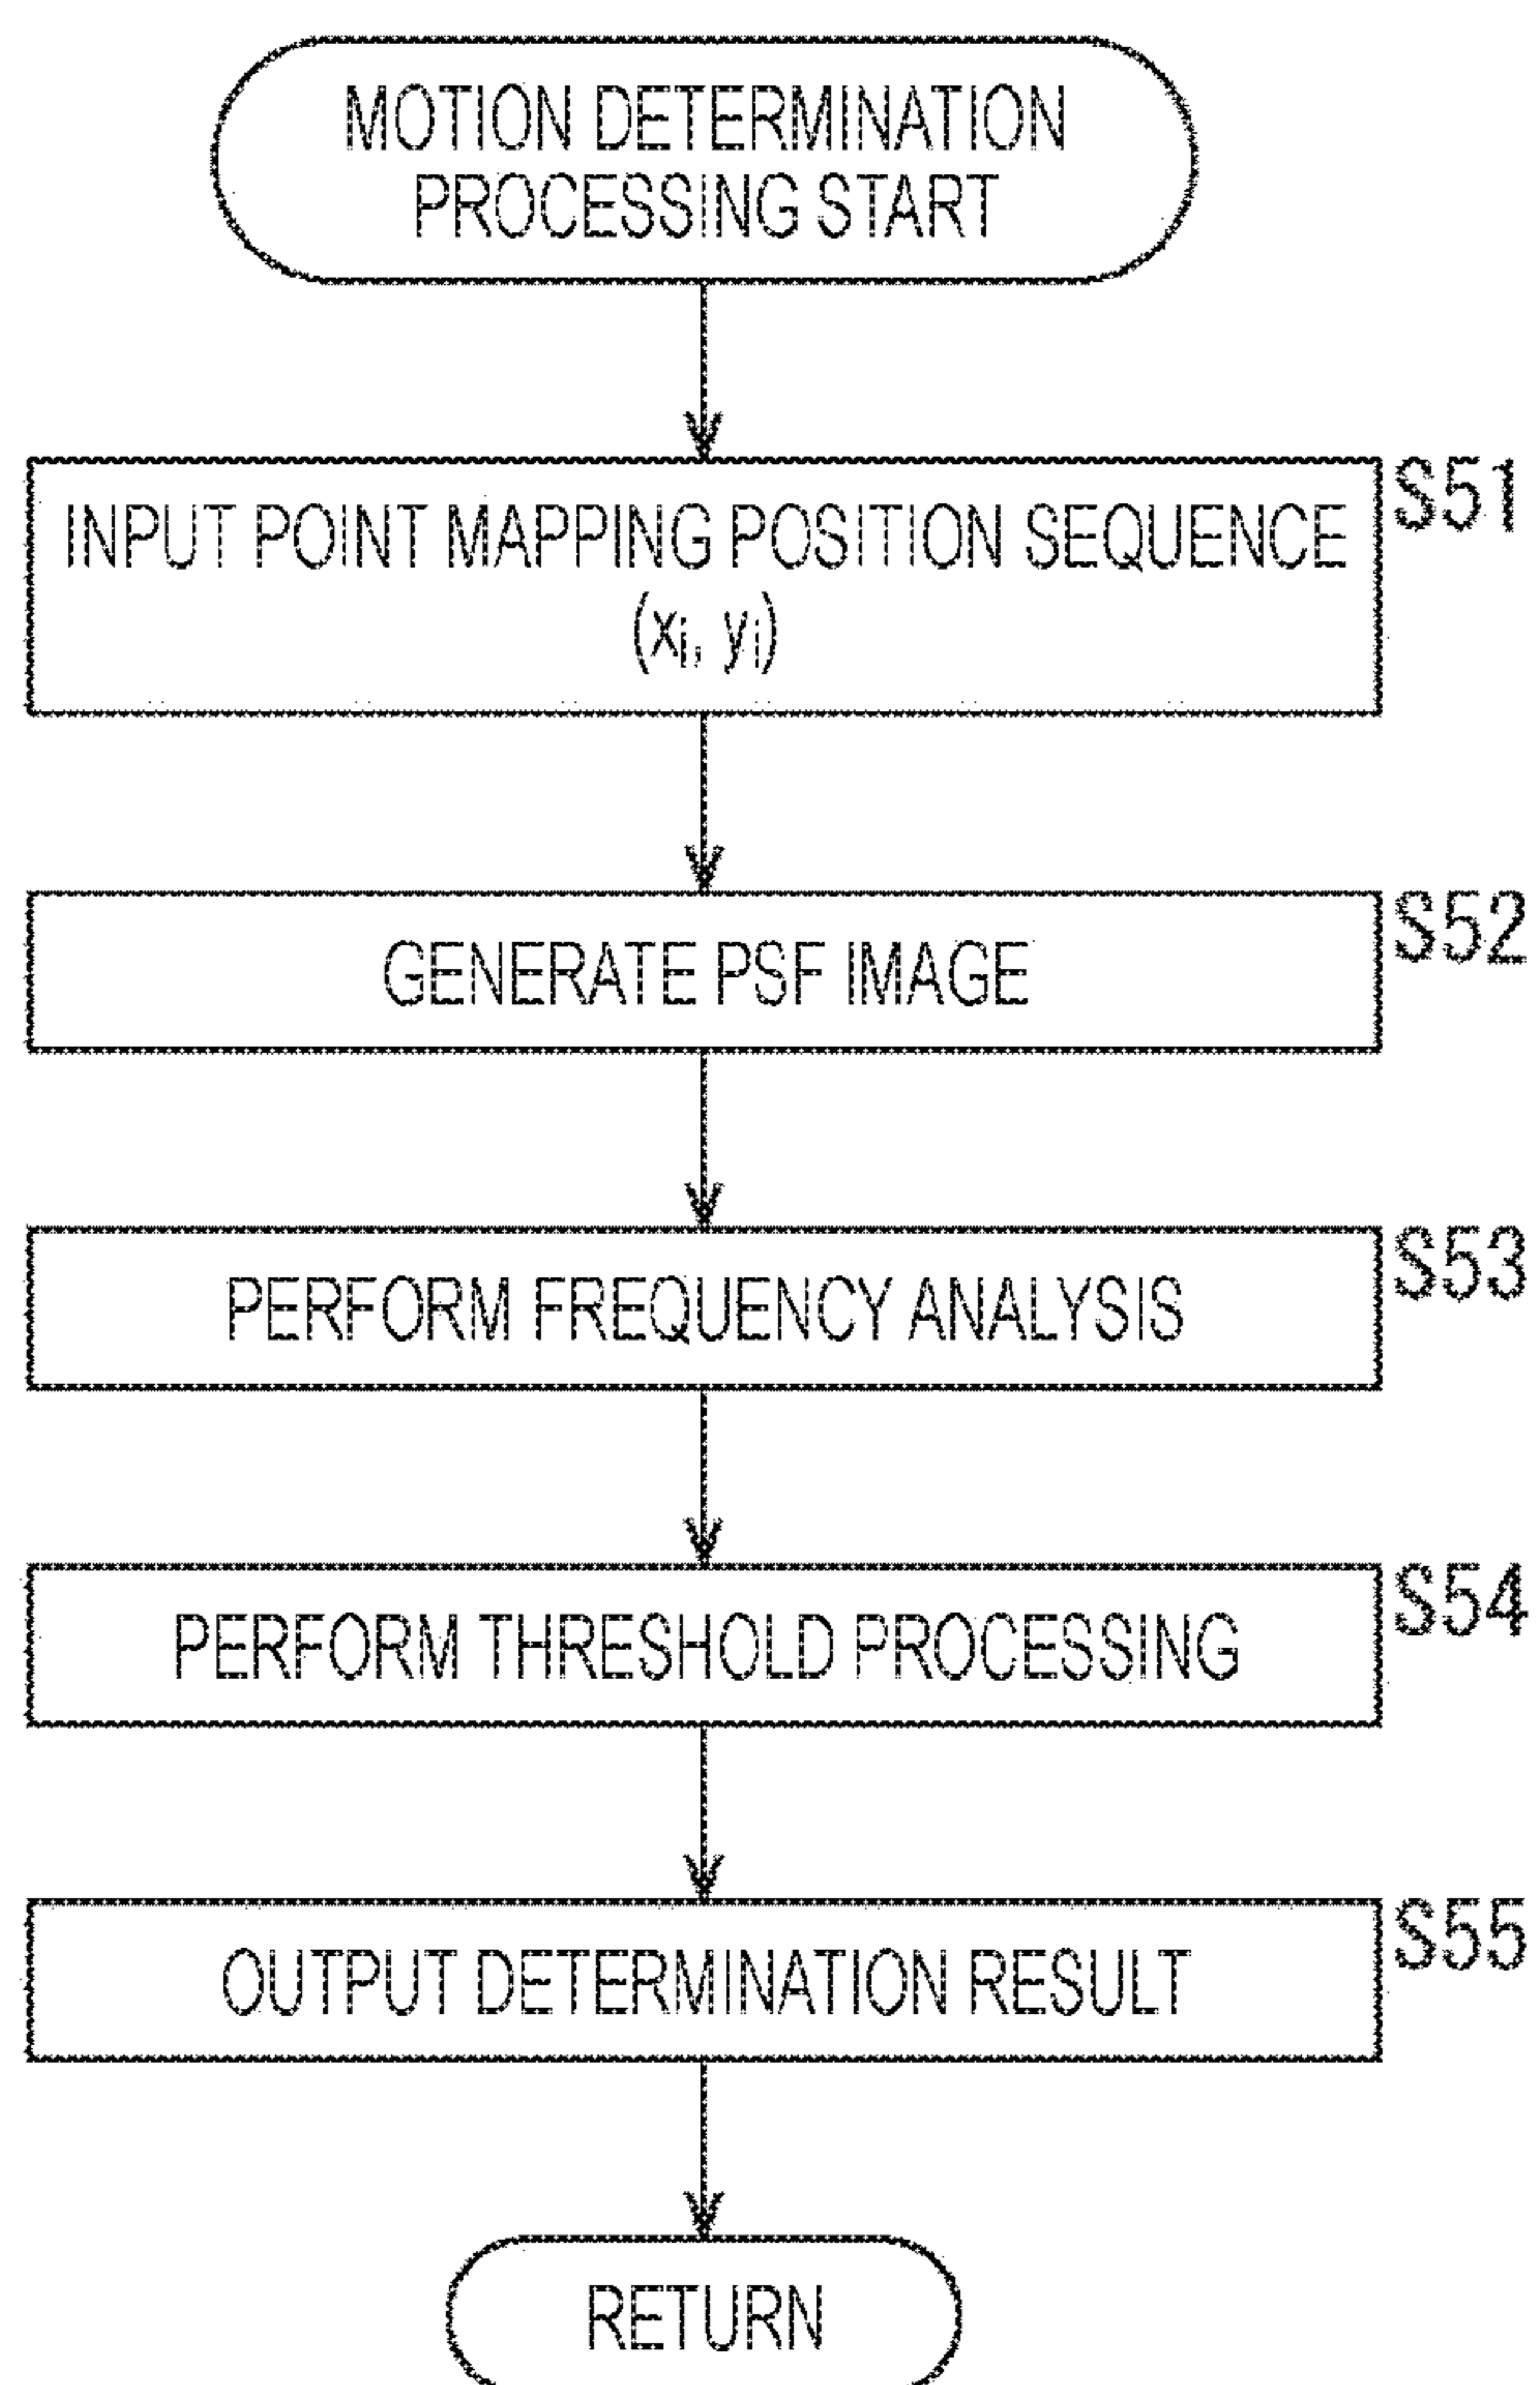 MOTION DETERMINATION
PROCESSING START
INPUT POINT MAPPING POSITION SEQUENCE
(xi, yi)
S51
GENERATE PSF IMAGE
S52
PERFORM FREQUENCY ANALYSIS
S53
PERFORM THRESHOLD PROCESSING
S54
OUTPUT DETERMINATION RESULT
S55
RETURN